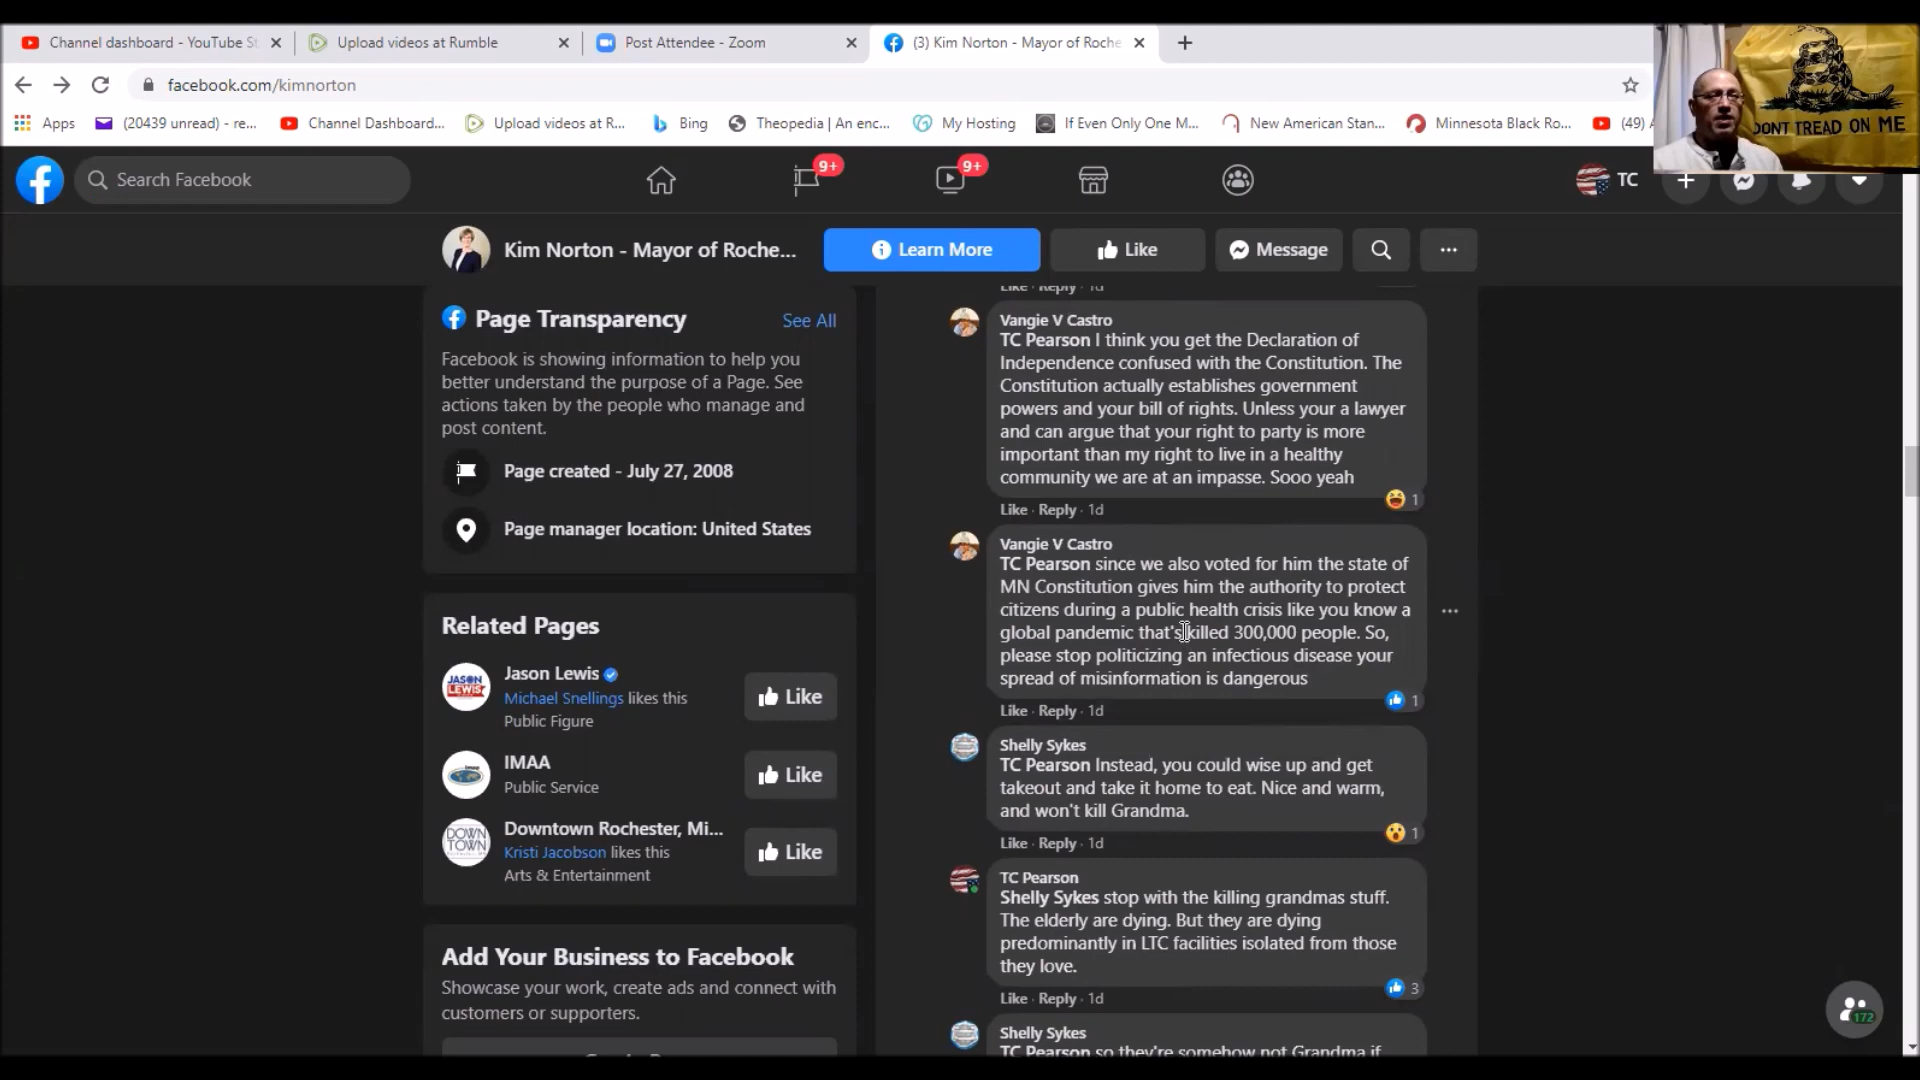 Channel dashboard - YouTube St
Upload videos at Rumble
Post Attendee - Zoom
(3) Kim Norton - Mayor of Roche
facebook.com/kimnorton
Apps
(20439 unread) - re...
Channel Dashboard...
Upload videos at R...
Bing
Theopedia | An enc...
My Hosting
If Even Only One M...
New American Stan...
Minnesota Black Ro...
(49)
DONT TREAD ON ME
Search Facebook
9+
9+
TC
Kim Norton - Mayor of Roche...
Learn More
Like
Message
Page Transparency
See All
Facebook is showing information to help you
better understand the purpose of a Page. See
actions taken by the people who manage and
post content.
Page created - July 27, 2008
Page manager location: United States
Related Pages
Jason Lewis
Michael Snellings likes this
Public Figure
Like
IMAA
Public Service
Like
Downtown Rochester, Mi...
Kristi Jacobson likes this
Arts & Entertainment
Like
JASON
LEWIS
DOWN
TOWN
Add Your Business to Facebook
Showcase your work, create ads and connect with
customers or supporters.
Like · Reply · 1d
Vangie V Castro
TC Pearson I think you get the Declaration of
Independence confused with the Constitution. The
Constitution actually establishes government
powers and your bill of rights. Unless your a lawyer
and can argue that your right to party is more
important than my right to live in a healthy
community we are at an impasse. Sooo yeah
1
Like · Reply · 1d
Vangie V Castro
TC Pearson since we also voted for him the state of
MN Constitution gives him the authority to protect
citizens during a public health crisis like you know a
global pandemic that's killed 300,000 people. So,
please stop politicizing an infectious disease your
spread of misinformation is dangerous
1
Like · Reply · 1d
Shelly Sykes
TC Pearson Instead, you could wise up and get
takeout and take it home to eat. Nice and warm,
and won't kill Grandma.
1
Like · Reply · 1d
TC Pearson
Shelly Sykes stop with the killing grandmas stuff.
The elderly are dying. But they are dying
predominantly in LTC facilities isolated from those
they love.
3
Like · Reply · 1d
Shelly Sykes
TC Pearson so they're somehow not Grandma if
172